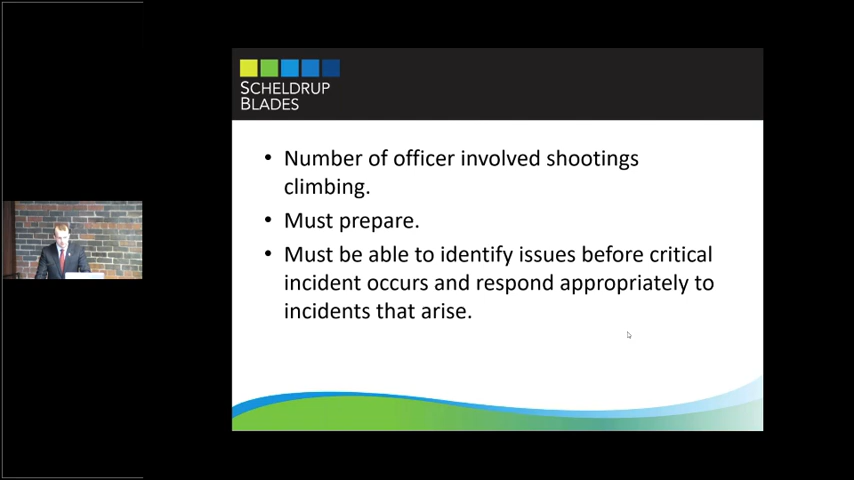 SCHELDRUP
BLADES
• Number of officer involved shootings
climbing.
• Must prepare.
• Must be able to identify issues before critical
incident occurs and respond appropriately to
incidents that arise.